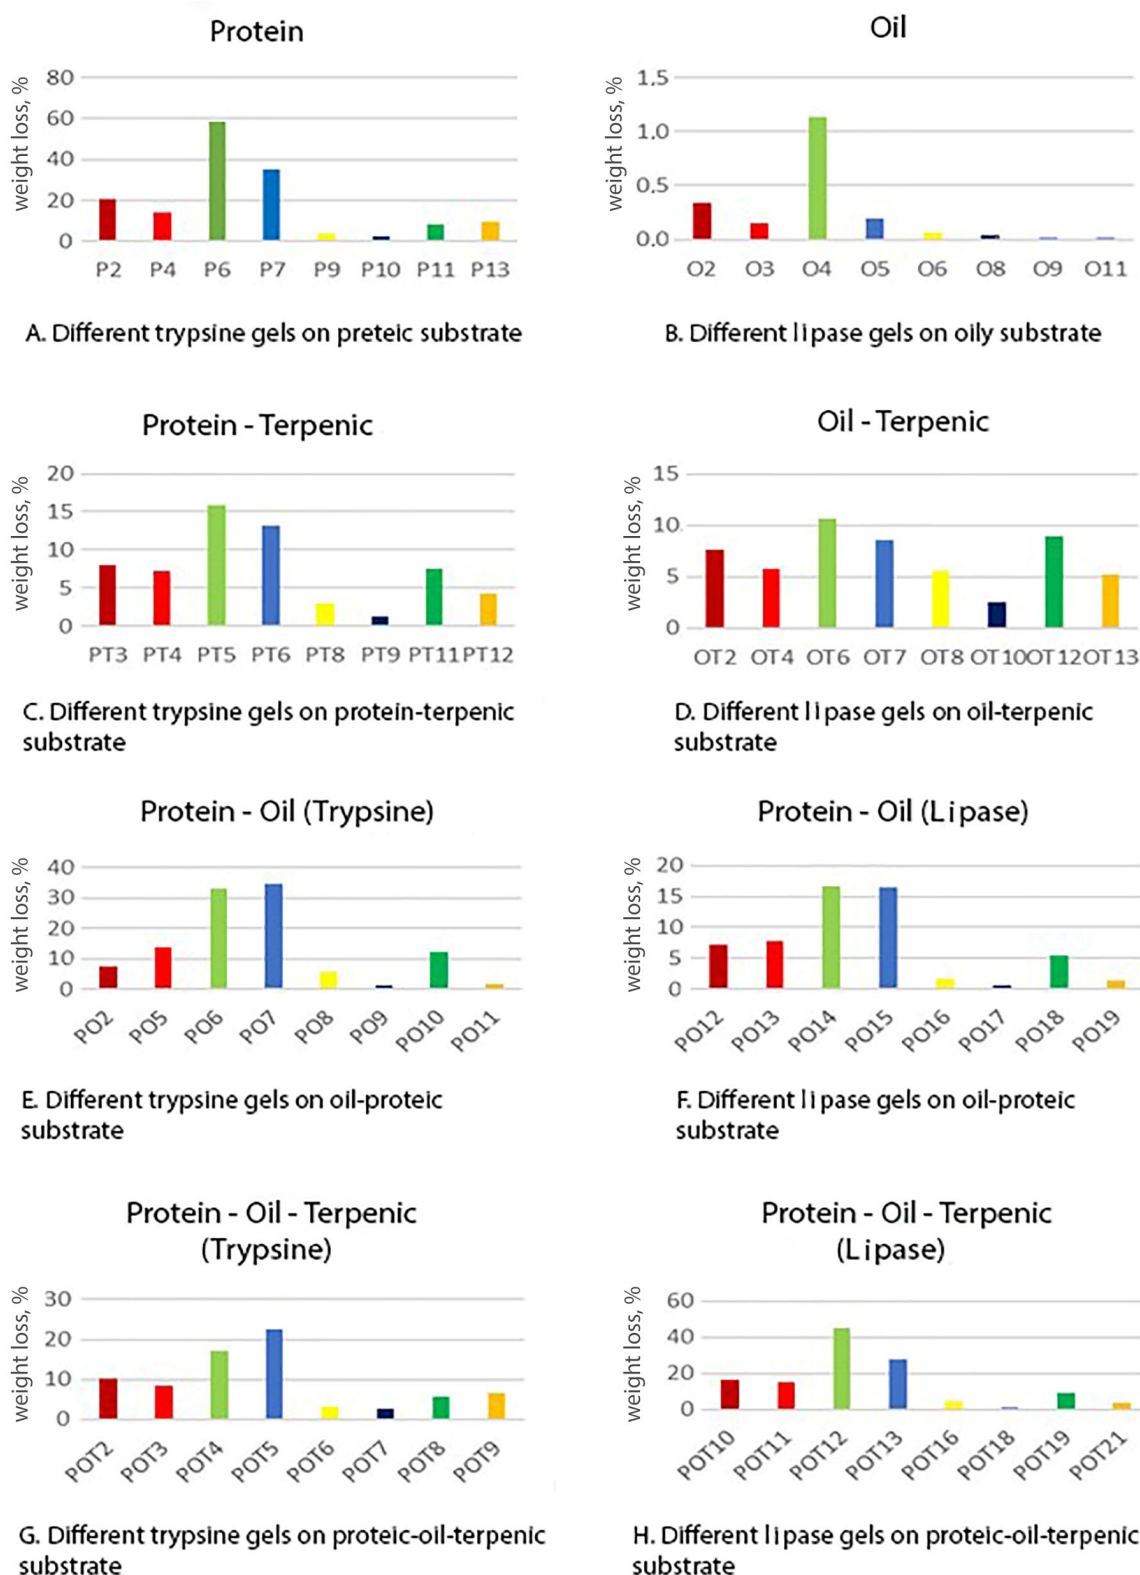 Protein
weight loss, %
80
60
40
20
0
P2 P4 P6 P7 P9 P10 P11 P13
A. Different trypsine gels on preteic substrate
Oil
weight loss, %
1,5
1,0
0,5
0,0
O2 O3 O4 O5 O6 O8 O9 O11
B. Different lipase gels on oily substrate
Protein - Terpenic
weight loss, %
20
15
10
5
0
PT3 PT4 PT5 PT6 PT8 PT9 PT11 PT12
C. Different trypsine gels on protein-terpenic
substrate
Oil - Terpenic
weight loss, %
15
10
5
0
OT2 OT4 OT6 OT7 OT8 OT10 OT12 OT13
D. Different lipase gels on oil-terpenic
substrate
Protein - Oil (Trypsine)
weight loss, %
40
30
20
10
0
PO2 PO5 PO6 PO7 PO8 PO9 PO10 PO11
E. Different trypsine gels on oil-proteic
substrate
Protein - Oil (Lipase)
weight loss, %
20
15
10
5
0
PO12 PO13 PO14 PO15 PO16 PO17 PO18 PO19
F. Different lipase gels on oil-proteic
substrate
Protein - Oil - Terpenic
(Trypsine)
weight loss, %
30
20
10
0
POT2 POT3 POT4 POT5 POT6 POT7 POT8 POT9
G. Different trypsine gels on proteic-oil-terpenic
substrate
Protein - Oil - Terpenic
(Lipase)
weight loss, %
60
40
20
0
POT10 POT11 POT12 POT13 POT16 POT18 POT19 POT21
H. Different lipase gels on proteic-oil-terpenic
substrate